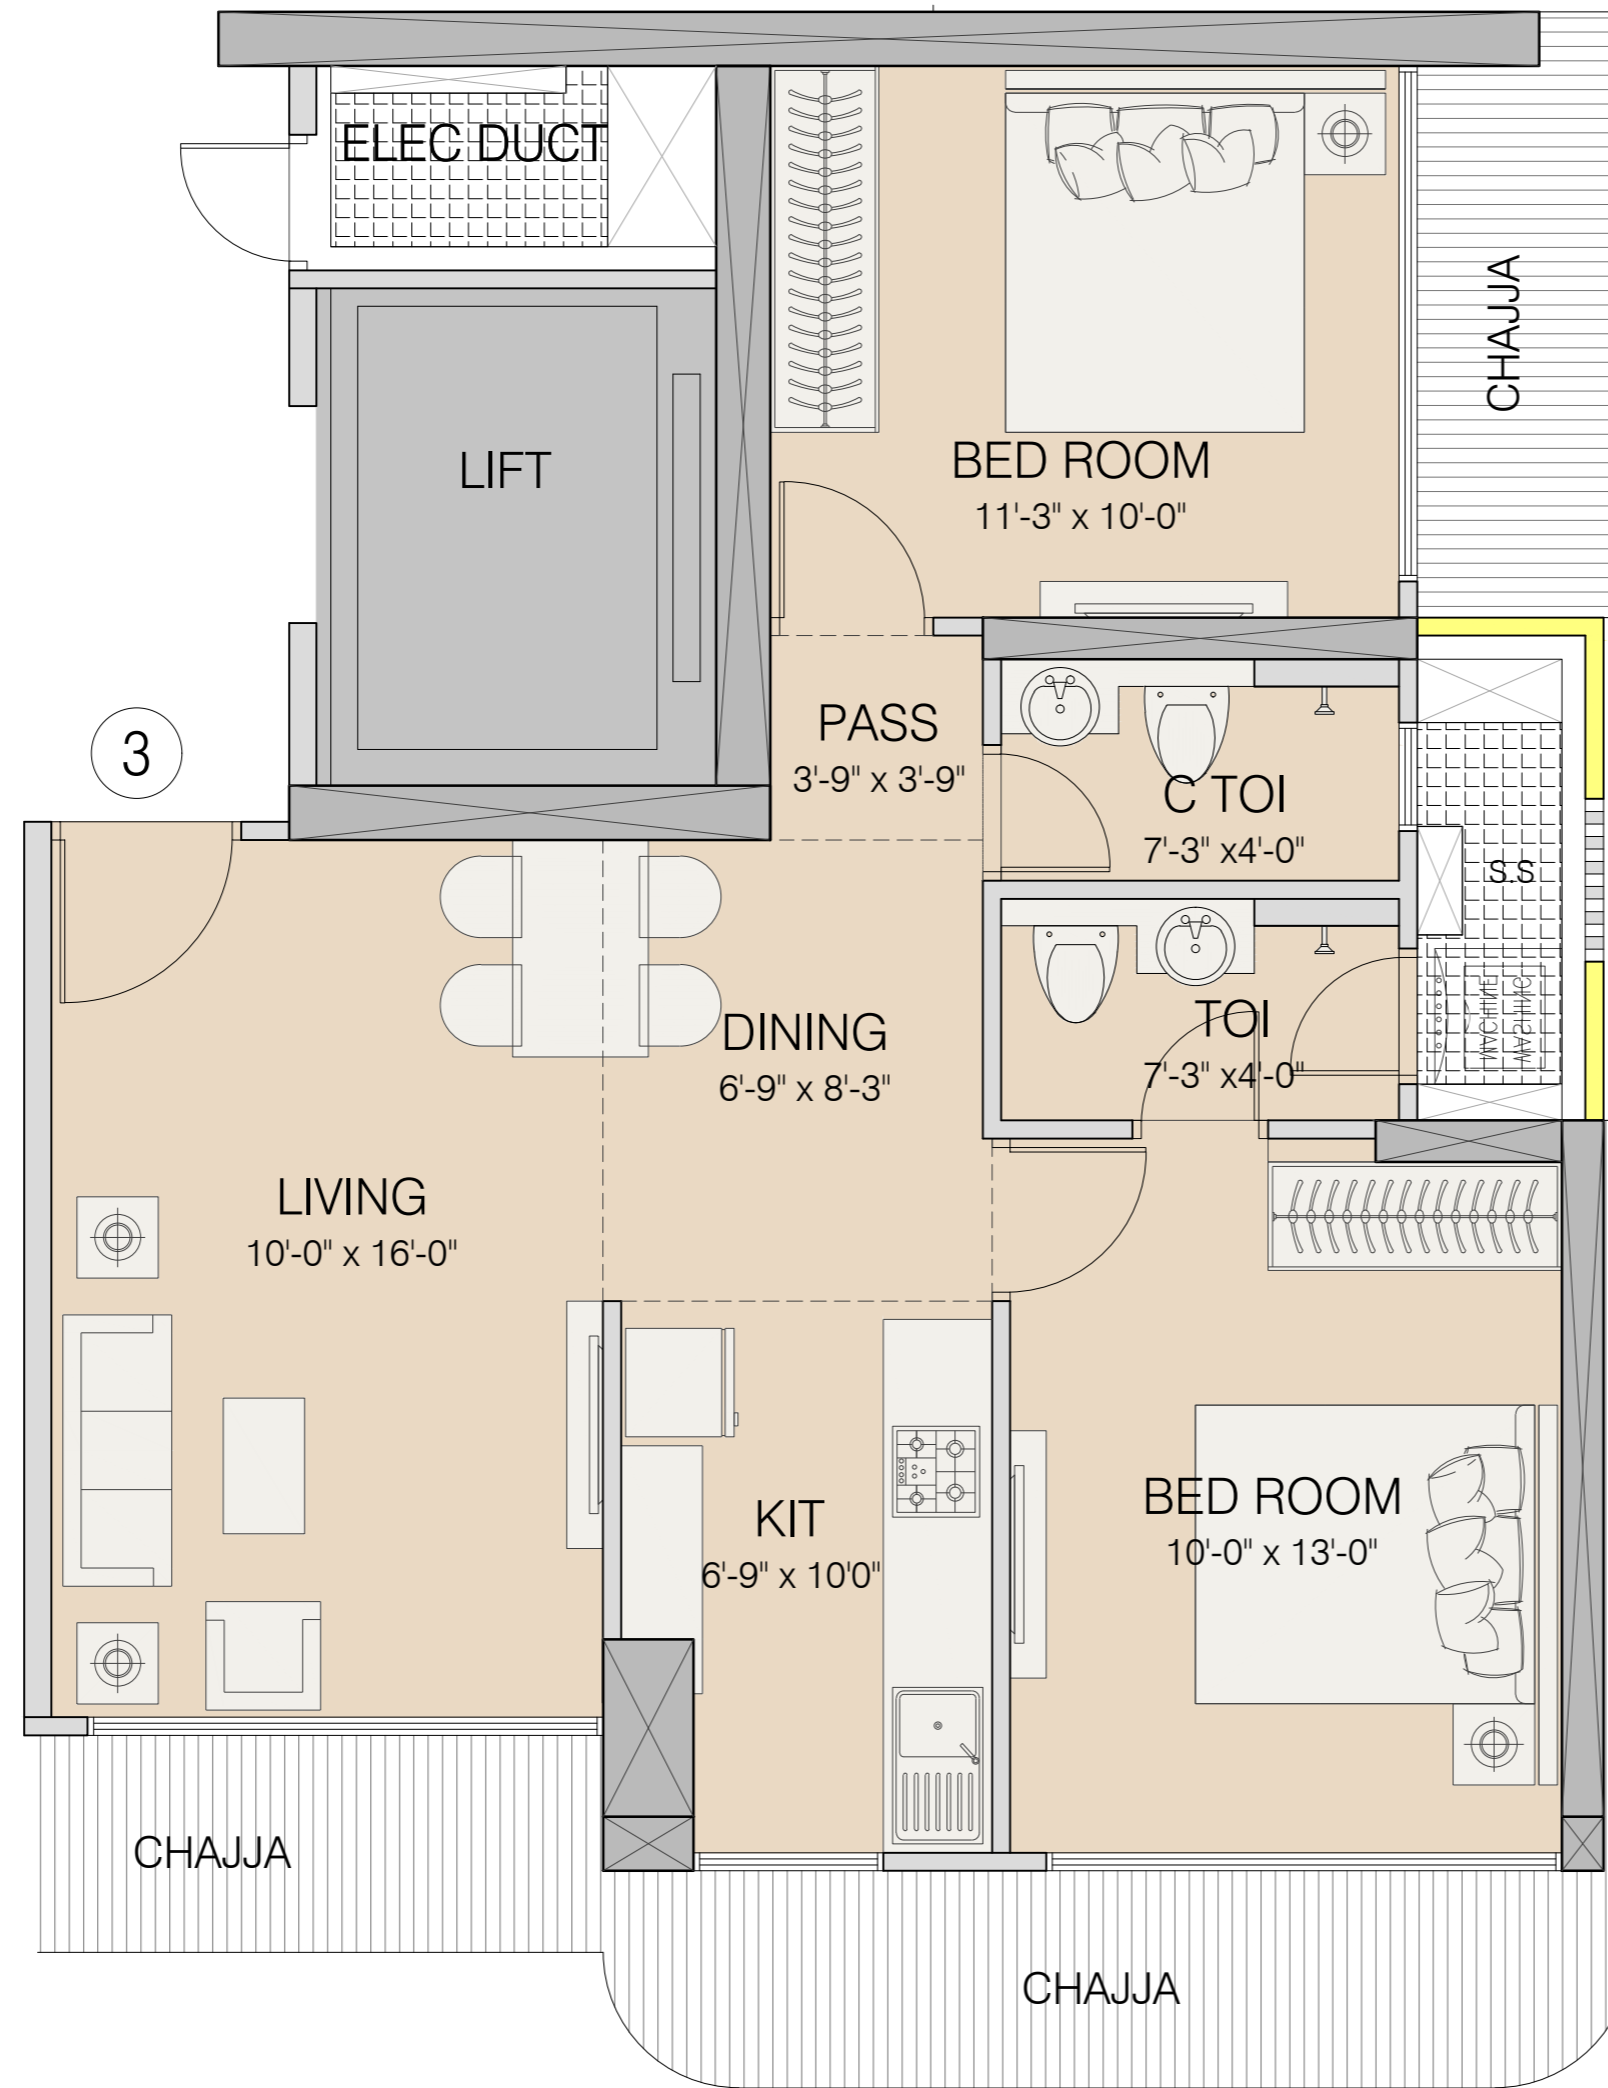 ELEC DUCT
CHAJJA
LIFT
BED ROOM
11'-3" x 10'-0"
3
PASS
3'-9" x 3'-9"
C TOI
7'-3" x4'-0"
S.S
DINING
6'-9" x 8'-3"
TOI
7'-3" x4'-0"
WASHING
MACHINE
LIVING
10'-0" x 16'-0"
KIT
6'-9" x 10'0"
BED ROOM
10'-0" x 13'-0"
CHAJJA
CHAJJA